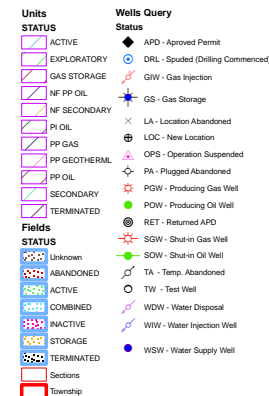 Units
STATUS
ACTIVE
EXPLORATORY
GAS STORAGE
NF PP OIL
NF SECONDARY
PI OIL
PP GAS
PP GEOTHERML
PP OIL
SECONDARY
TERMINATED
Fields
STATUS
Unknown
ABANDONED
ACTIVE
COMBINED
INACTIVE
STORAGE
TERMINATED
Sections
Township
Wells Query
Status
APD - Aproved Permit
DRL - Spuded (Drilling Commenced)
GIW - Gas Injection
GS - Gas Storage
LA - Location Abandoned
LOC - New Location
OPS - Operation Suspended
PA - Plugged Abandoned
PGW - Producing Gas Well
POW - Producing Oil Well
RET - Returned APD
SGW - Shut-in Gas Well
SOW - Shut-in Oil Well
TA - Temp. Abandoned
TW - Test Well
WDW - Water Disposal
WIW - Water Injection Well
WSW - Water Supply Well